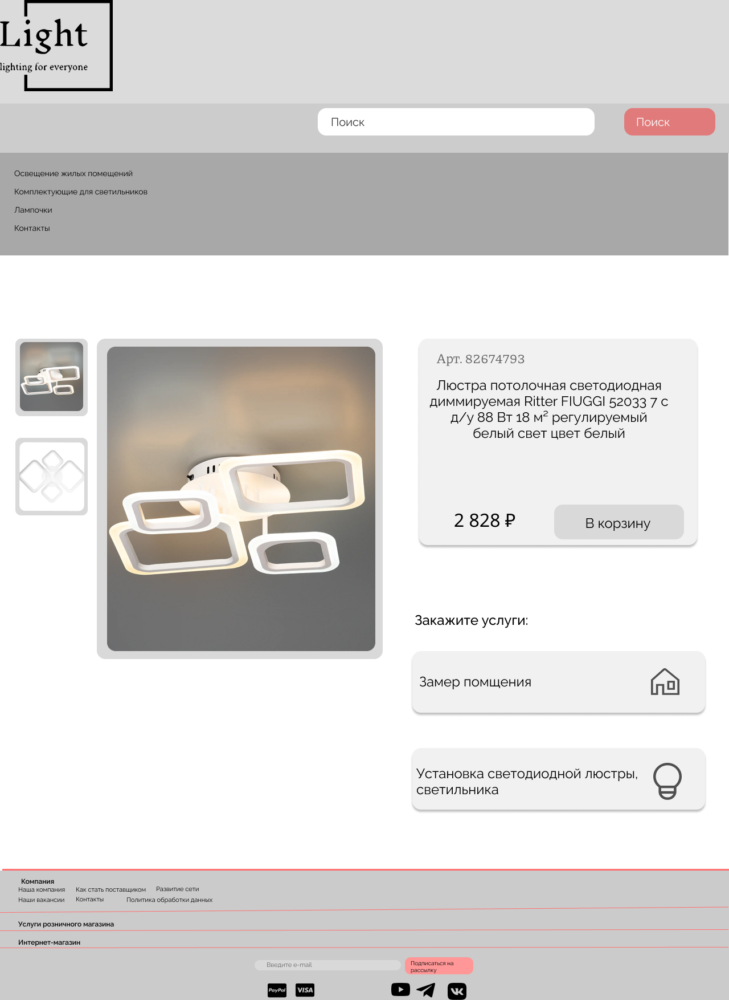 Light
lighting for everyone
Поиск
Поиск
Освещение жилых помещений
Комплектующие для светильников
Лампочки
Контакты
Арт. 82674793
Люстра потолочная светодиодная
диммируемая Ritter FIUGGI 52033 7 с
д/у 88 Вт 18 м² регулируемый
белый свет цвет белый
2 828 ₽
В корзину
Закажите услуги:
Замер помщения
Установка светодиодной люстры,
светильника
Компания
Наша компания Как стать поставщиком Развитие сети
Наши вакансии Контакты Политика обработки данных
Услуги розничного магазина
Интернет-магазин
Введите e-mail
Подписаться на
рассылку
PayPal VISA